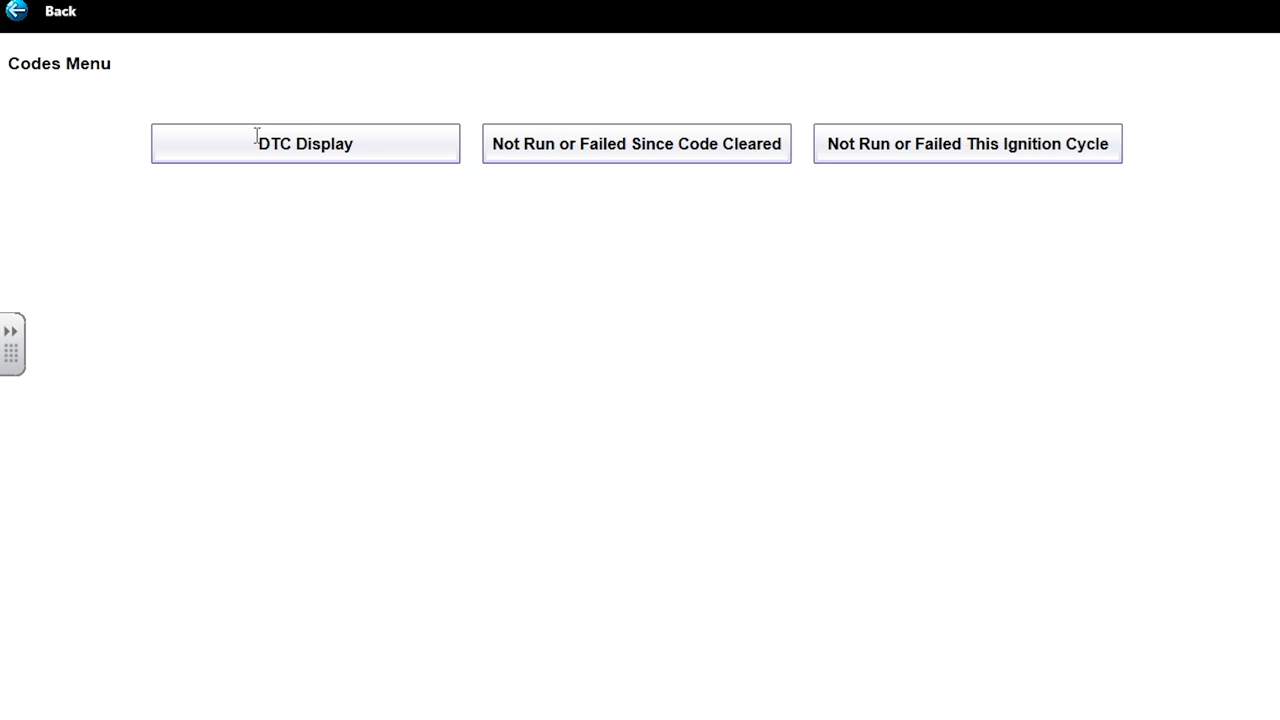 Back
Codes Menu
DTC Display
Not Run or Failed Since Code Cleared
Not Run or Failed This Ignition Cycle